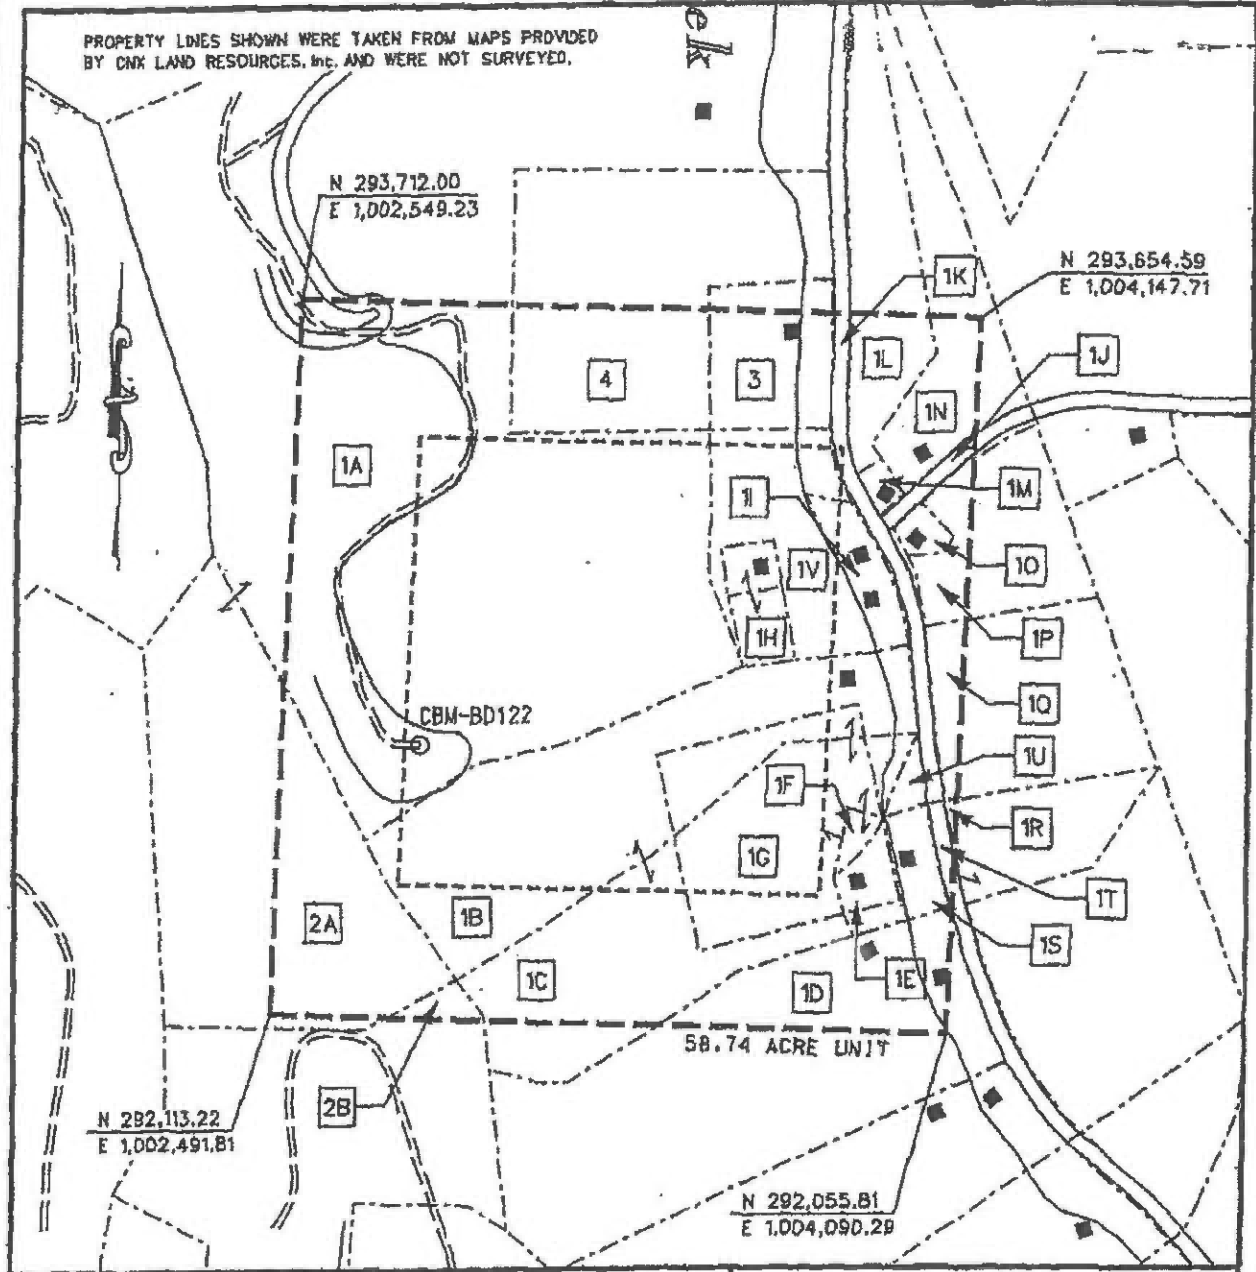 PROPERTY LINES SHOWN WERE TAKEN FROM MAPS PROVIDED
BY CNX LAND RESOURCES, Inc. AND WERE NOT SURVEYED.
ek
N 293,712.00
E 1,002,549.23
N 293,654.59
E 1,004,147.71
1K
1L
1J
4
3
1N
1A
1I
1M
1V
1O
1H
1P
CBM-BD122
1Q
1U
1F
1R
1G
1T
2A
1B
1S
1C
1D
1E
58.74 ACRE UNIT
2B
N 292,113.22
E 1,002,491.81
N 292,055.81
E 1,004,090.29